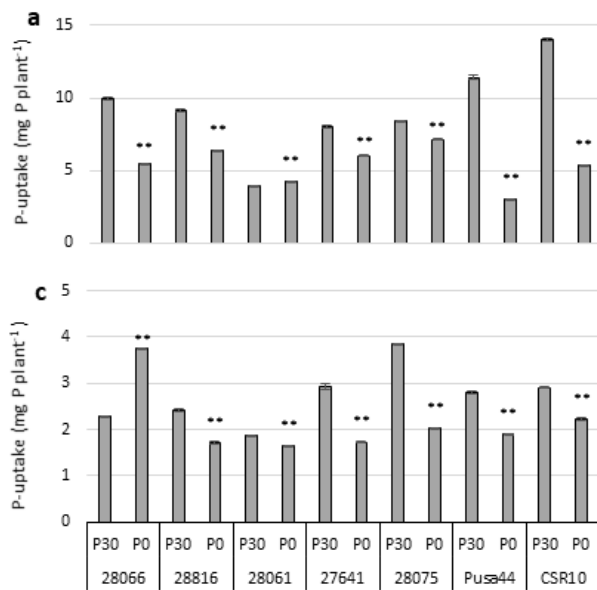 a
P-uptake (mg P plant⁻¹)
15
10
5
0
** ** ** ** ** ** **
c
P-uptake (mg P plant⁻¹)
5
4
3
2
1
0
** ** ** ** ** ** **
P30 P0 P30 P0 P30 P0 P30 P0 P30 P0 P30 P0 P30 P0
28066 28816 28061 27641 28075 Pusa44 CSR10